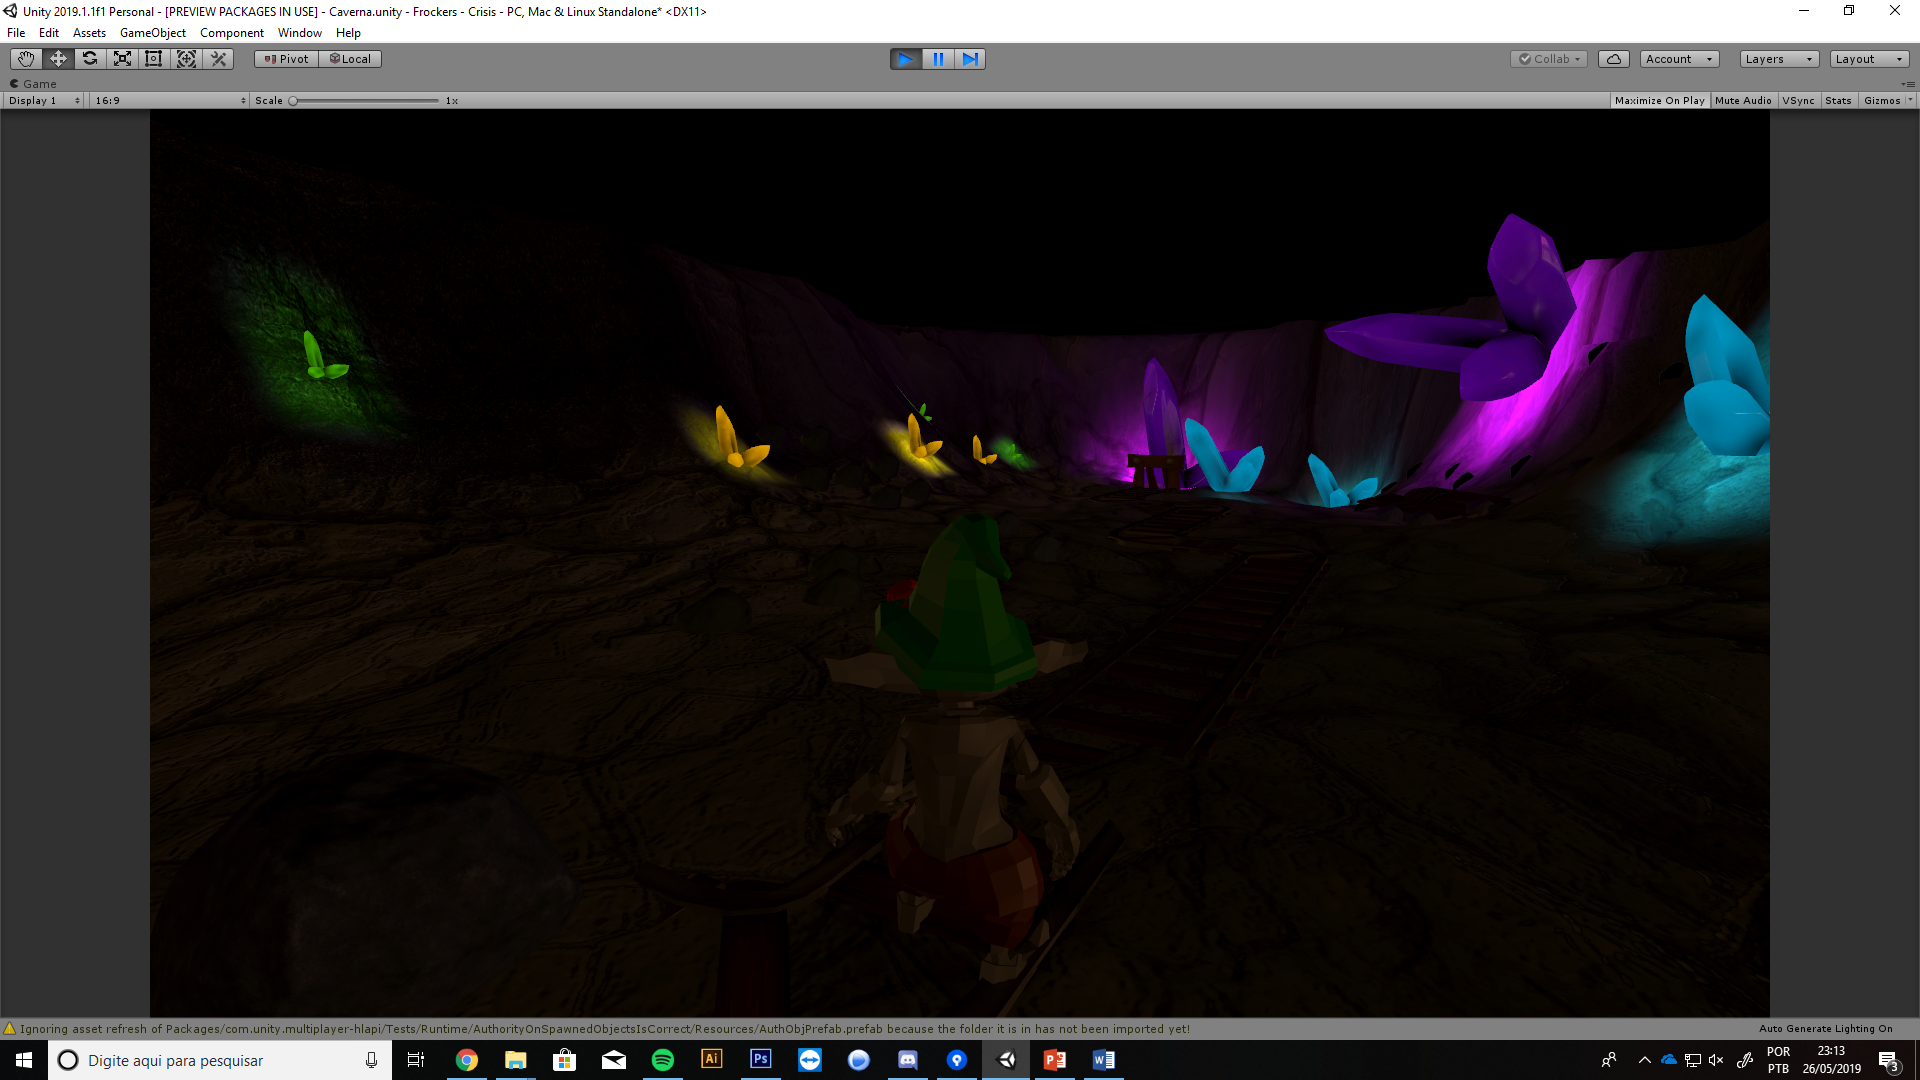 Unity 2019.1.1f1 Personal - [PREVIEW PACKAGES IN USE] - Caverna.unity - Frockers - Crisis - PC, Mac & Linux Standalone* <DX11>
File Edit Assets GameObject Component Window Help
Pivot Local Collab Account Layers Layout
Game
Display 1 16:9 Scale 1x Maximize On Play Mute Audio VSync Stats Gizmos
Ignoring asset refresh of Packages/com.unity.multiplayer-hlapi/Tests/Runtime/AuthorityOnSpawnedObjectsIsCorrect/Resources/AuthObjPrefab.prefab because the folder it is in has not been imported yet! Auto Generate Lighting On
Digite aqui para pesquisar Ai Ps POR 23:13
PTB 26/05/2019 3